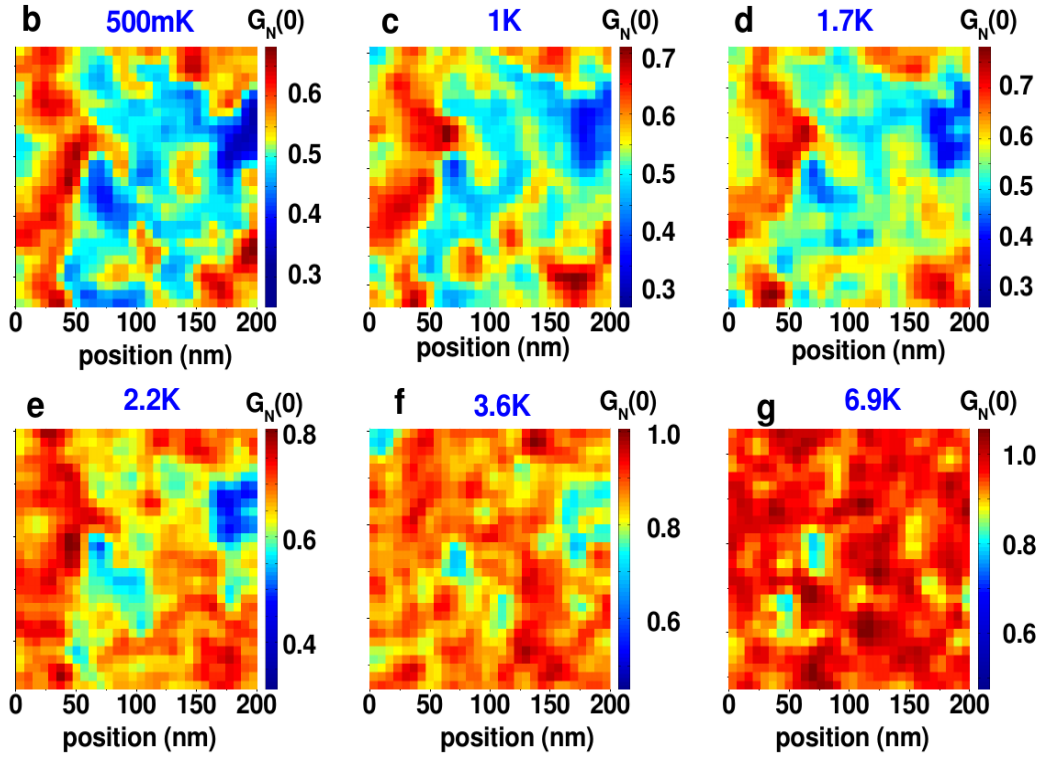 b 500mK G_N(0)
0.6
0.5
0.4
0.3
0 50 100 150 200
position (nm)
c 1K G_N(0)
0.7
0.6
0.5
0.4
0.3
0 50 100 150 200
position (nm)
d 1.7K G_N(0)
0.7
0.6
0.5
0.4
0.3
0 50 100 150 200
position (nm)
e 2.2K G_N(0)
0.8
0.6
0.4
0 50 100 150 200
position (nm)
f 3.6K G_N(0)
1.0
0.8
0.6
0 50 100 150 200
position (nm)
g 6.9K G_N(0)
1.0
0.8
0.6
0 50 100 150 200
position (nm)